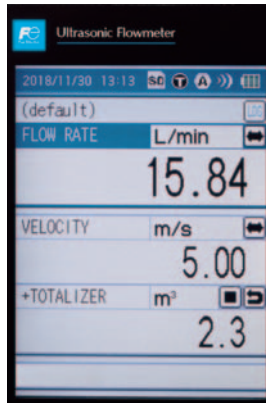 Fe Ultrasonic Flowmeter
2018/11/30 13:13 SD T A
(default) LOG
FLOW RATE L/min
15.84
VELOCITY m/s
5.00
+TOTALIZER m³
2.3